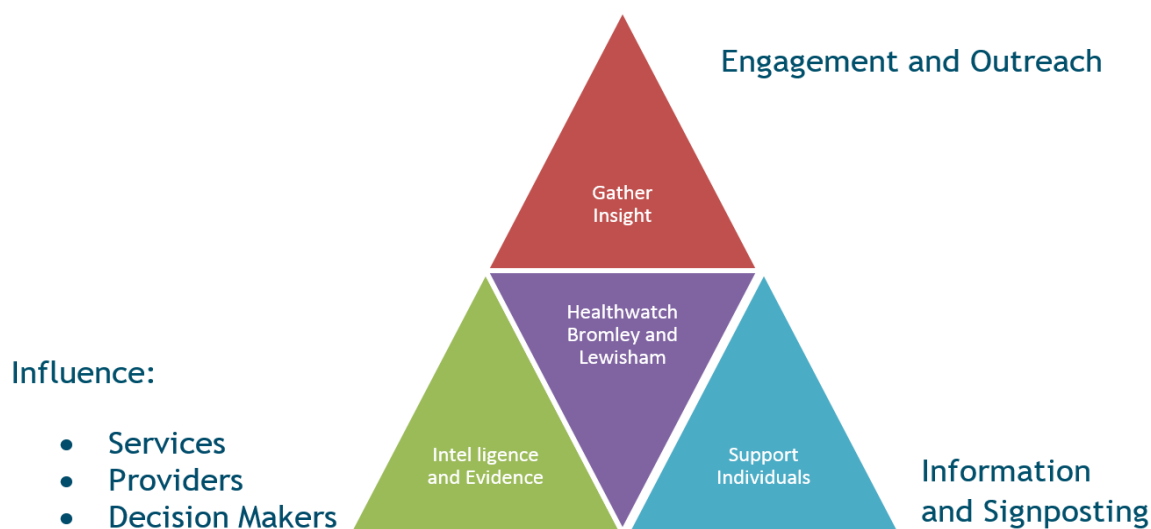 Engagement and Outreach
Gather
Insight
Healthwatch
Bromley and
Lewisham
Influence:
• Services
• Providers
• Decision Makers
Intel ligence
and Evidence
Support
Individuals
Information
and Signposting